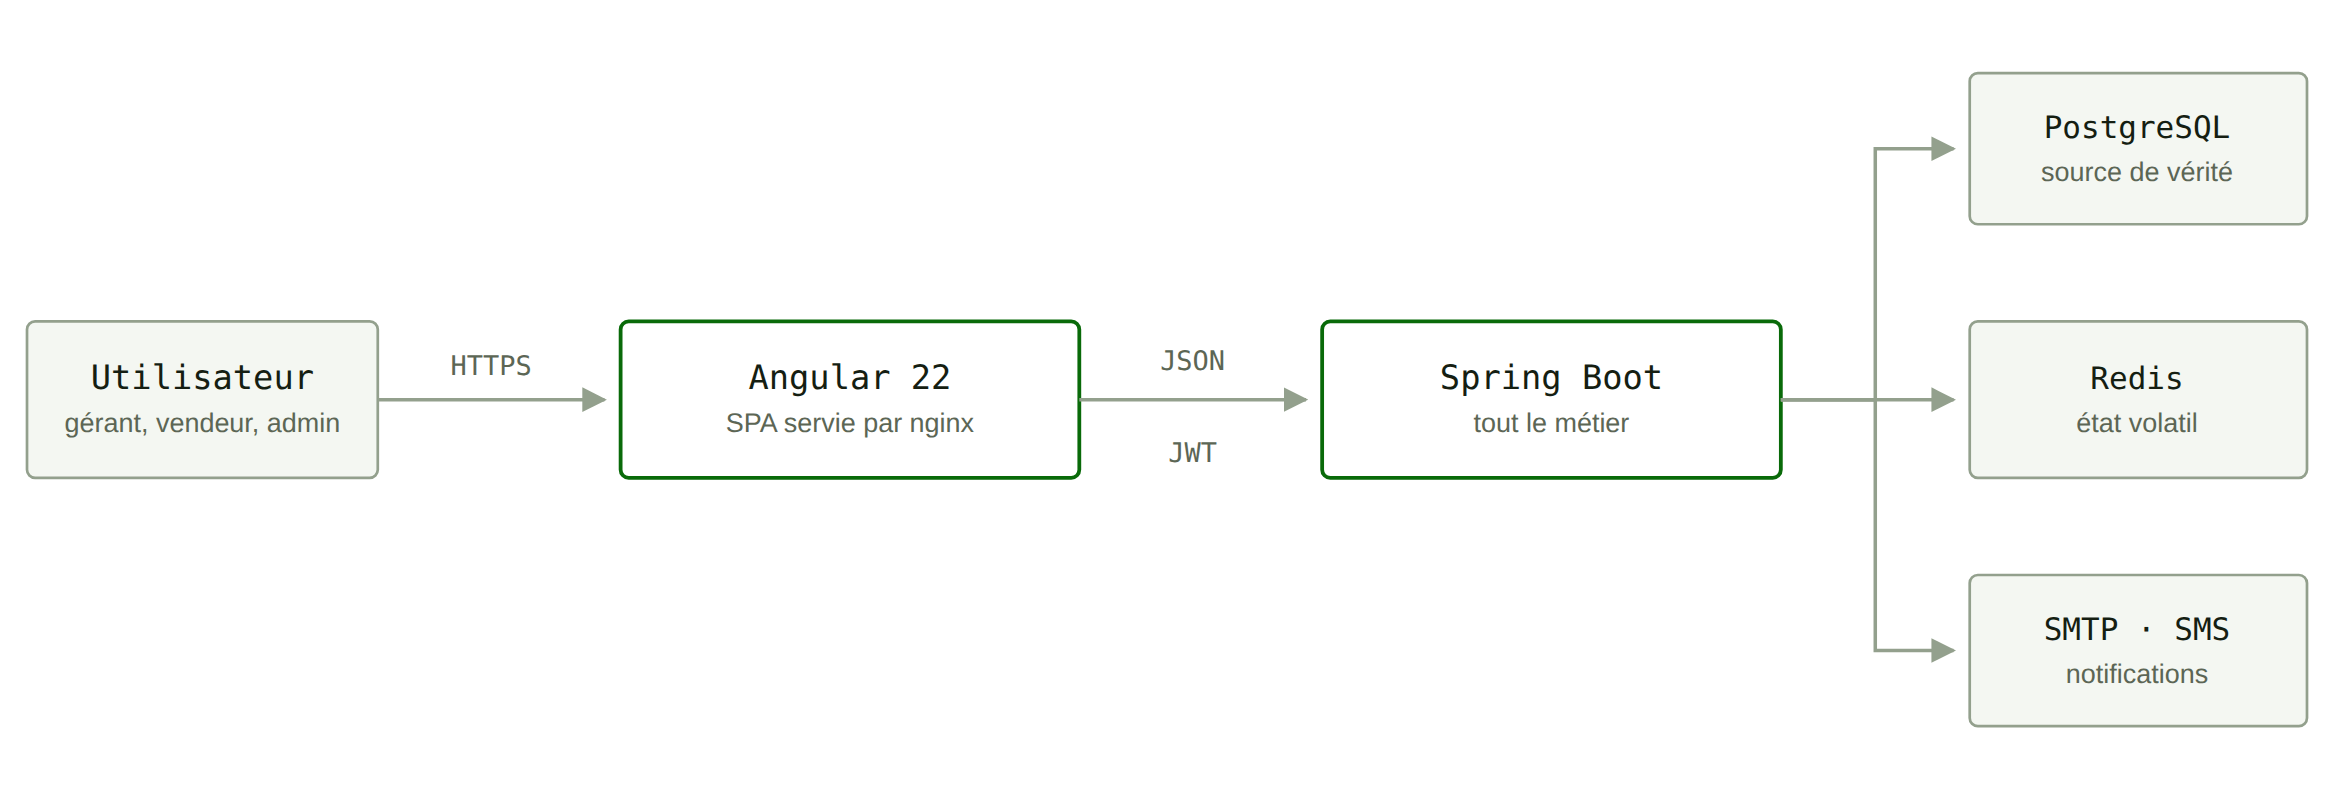 Utilisateur
gérant, vendeur, admin
HTTPS
Angular 22
SPA servie par nginx
JSON
JWT
Spring Boot
tout le métier
PostgreSQL
source de vérité
Redis
état volatil
SMTP · SMS
notifications